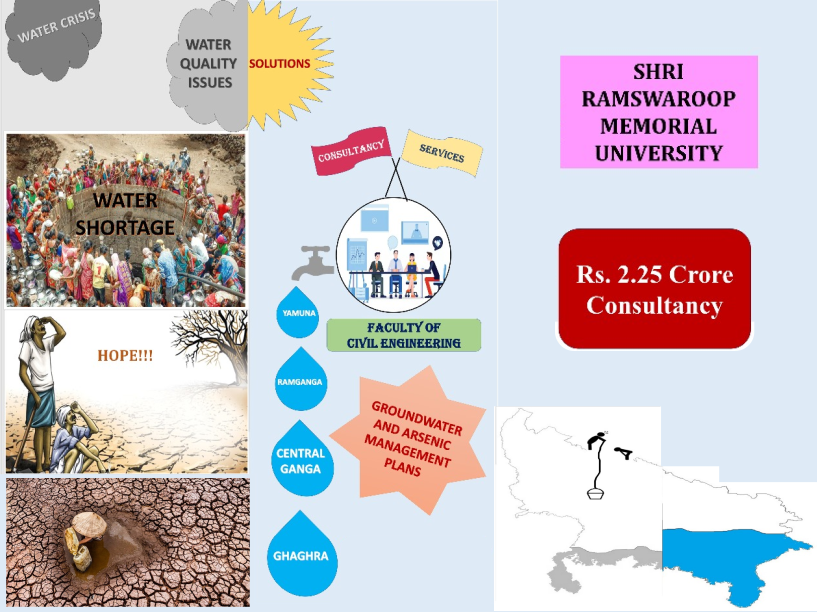 WATER CRISIS
WATER
QUALITY
ISSUES
SOLUTIONS
WATER
SHORTAGE
HOPE!!!
CONSULTANCY
SERVICES
FACULTY OF
CIVIL ENGINEERING
YAMUNA
RAMGANGA
CENTRAL
GANGA
GHAGHRA
GROUNDWATER
AND ARSENIC
MANAGEMENT
PLANS
SHRI
RAMSWAROOP
MEMORIAL
UNIVERSITY
Rs. 2.25 Crore
Consultancy